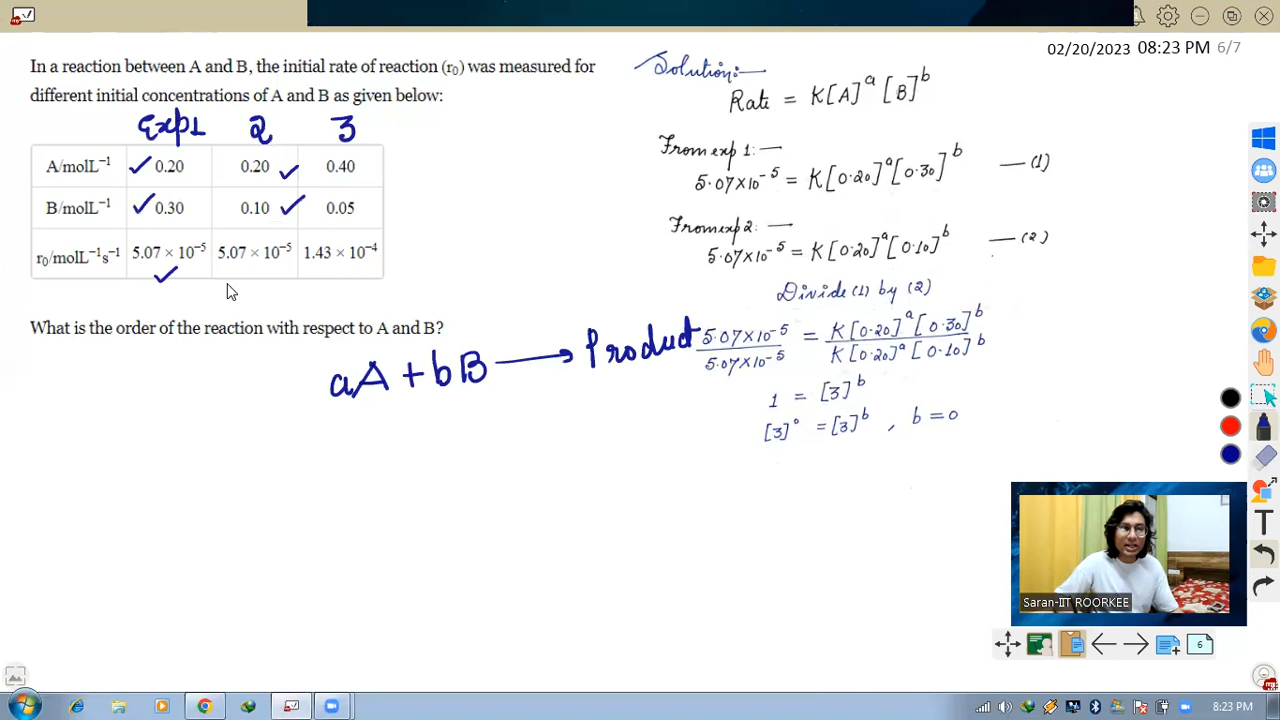 02/20/2023 08:23 PM 6/7
In a reaction between A and B, the initial rate of reaction (r₀) was measured for
different initial concentrations of A and B as given below:
Exp1 2 3
A/molL⁻¹ 0.20 0.20 0.40
B/molL⁻¹ 0.30 0.10 0.05
r₀/molL⁻¹s⁻¹ 5.07 × 10⁻⁵ 5.07 × 10⁻⁵ 1.43 × 10⁻⁴
What is the order of the reaction with respect to A and B?
aA + bB → Product
Solution:—
Rate = K[A]ᵃ [B]ᵇ
From exp 1:—
5.07×10⁻⁵ = K[0.20]ᵃ[0.30]ᵇ —(1)
From exp 2: —
5.07×10⁻⁵ = K[0.20]ᵃ[0.10]ᵇ —(2)
Divide (1) by (2)
5.07×10⁻⁵ = K[0.20]ᵃ[0.30]ᵇ
5.07×10⁻⁵ K[0.20]ᵃ[0.10]ᵇ
1 = [3]ᵇ
[3]⁰ = [3]ᵇ , b = 0
Saran-IIT ROORKEE
T
6
8:23 PM